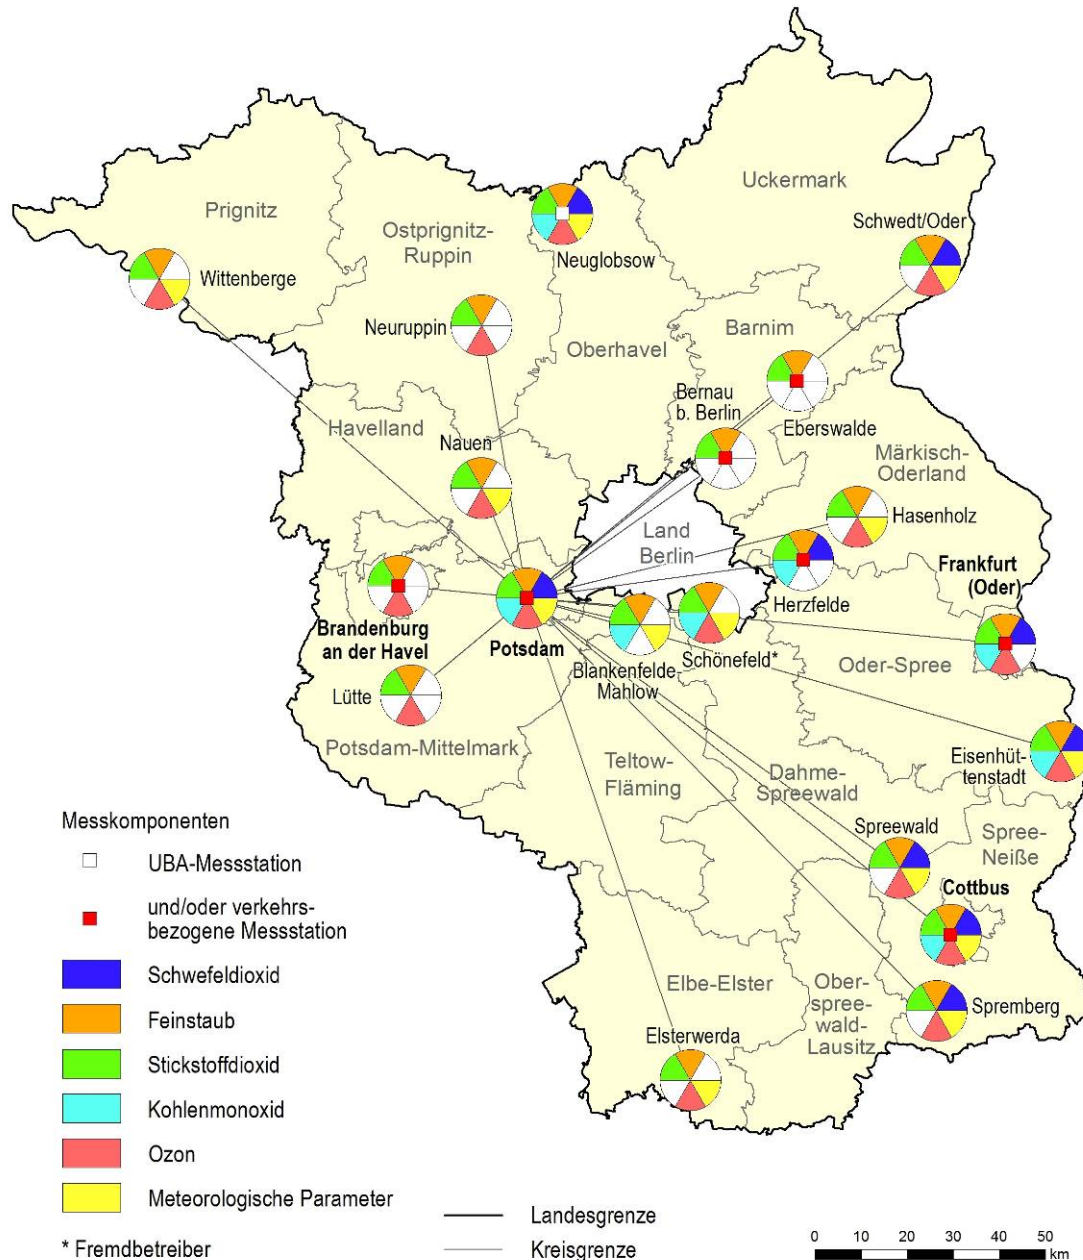 Uckermark
Prignitz
Schwedt/Oder
Ostprignitz-
Ruppin
Neuglobsow
Wittenberge
Neuruppin
Barnim
Oberhavel
Bernau
b. Berlin
Eberswalde
Havelland
Nauen
Märkisch-
Oderland
Hasenholz
Land
Berlin
Frankfurt
(Oder)
Herzfelde
Brandenburg
an der Havel
Potsdam
Schönefeld*
Blankenfelde
Mahlow
Oder-Spree
Lütte
Potsdam-Mittelmark
Teltow-
Fläming
Dahme-
Spreewald
Eisenhüt-
tenstadt
Spreewald
Spree-
Neiße
Cottbus
Elbe-Elster
Ober-
spree-
wald-
Lausitz
Spremberg
Elsterwerda
Messkomponenten
UBA-Messstation
und/oder verkehrs-
bezogene Messstation
Schwefeldioxid
Feinstaub
Stickstoffdioxid
Kohlenmonoxid
Ozon
Meteorologische Parameter
* Fremdbetreiber
Landesgrenze
Kreisgrenze
0 10 20 30 40 50
km